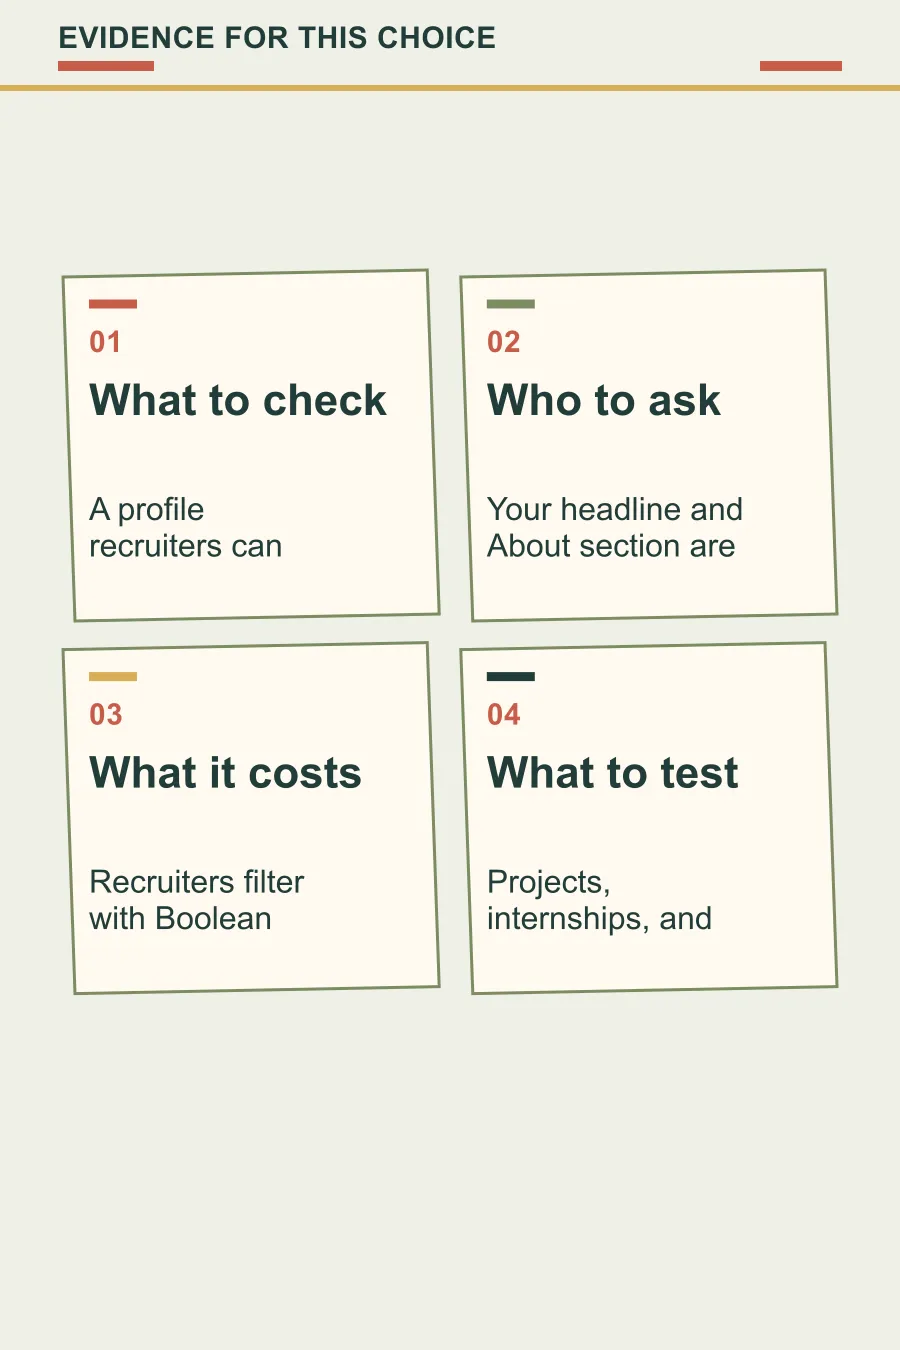 EVIDENCE FOR THIS CHOICE
01
What to check
A profile
recruiters can
02
Who to ask
Your headline and
About section are
03
What it costs
Recruiters filter
with Boolean
04
What to test
Projects,
internships, and